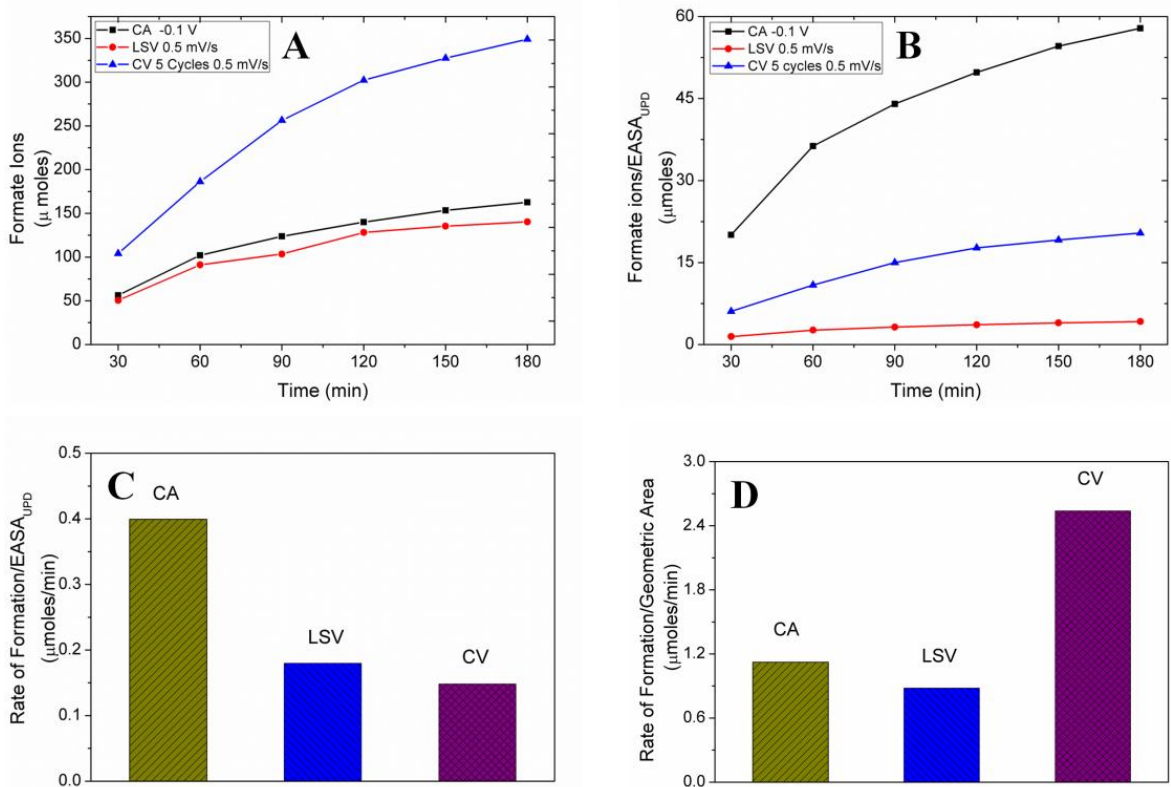 CA -0.1 V
LSV 0.5 mV/s
CV 5 Cycles 0.5 mV/s
A
350
300
250
200
150
100
50
0
Formate Ions
(μ moles)
30 60 90 120 150 180
Time (min)
CA -0.1 V
LSV 0.5 mV/s
CV 5 cycles 0.5 mV/s
B
60
45
30
15
0
Formate ions/EASA_UPD
(μmoles)
30 60 90 120 150 180
Time (min)
C
0.5
0.4
0.3
0.2
0.1
0.0
Rate of Formation/EASA_UPD
(μmoles/min)
CA
LSV
CV
D
3.0
2.4
1.8
1.2
0.6
0.0
Rate of Formation/Geometric Area
(μmoles/min)
CA
LSV
CV